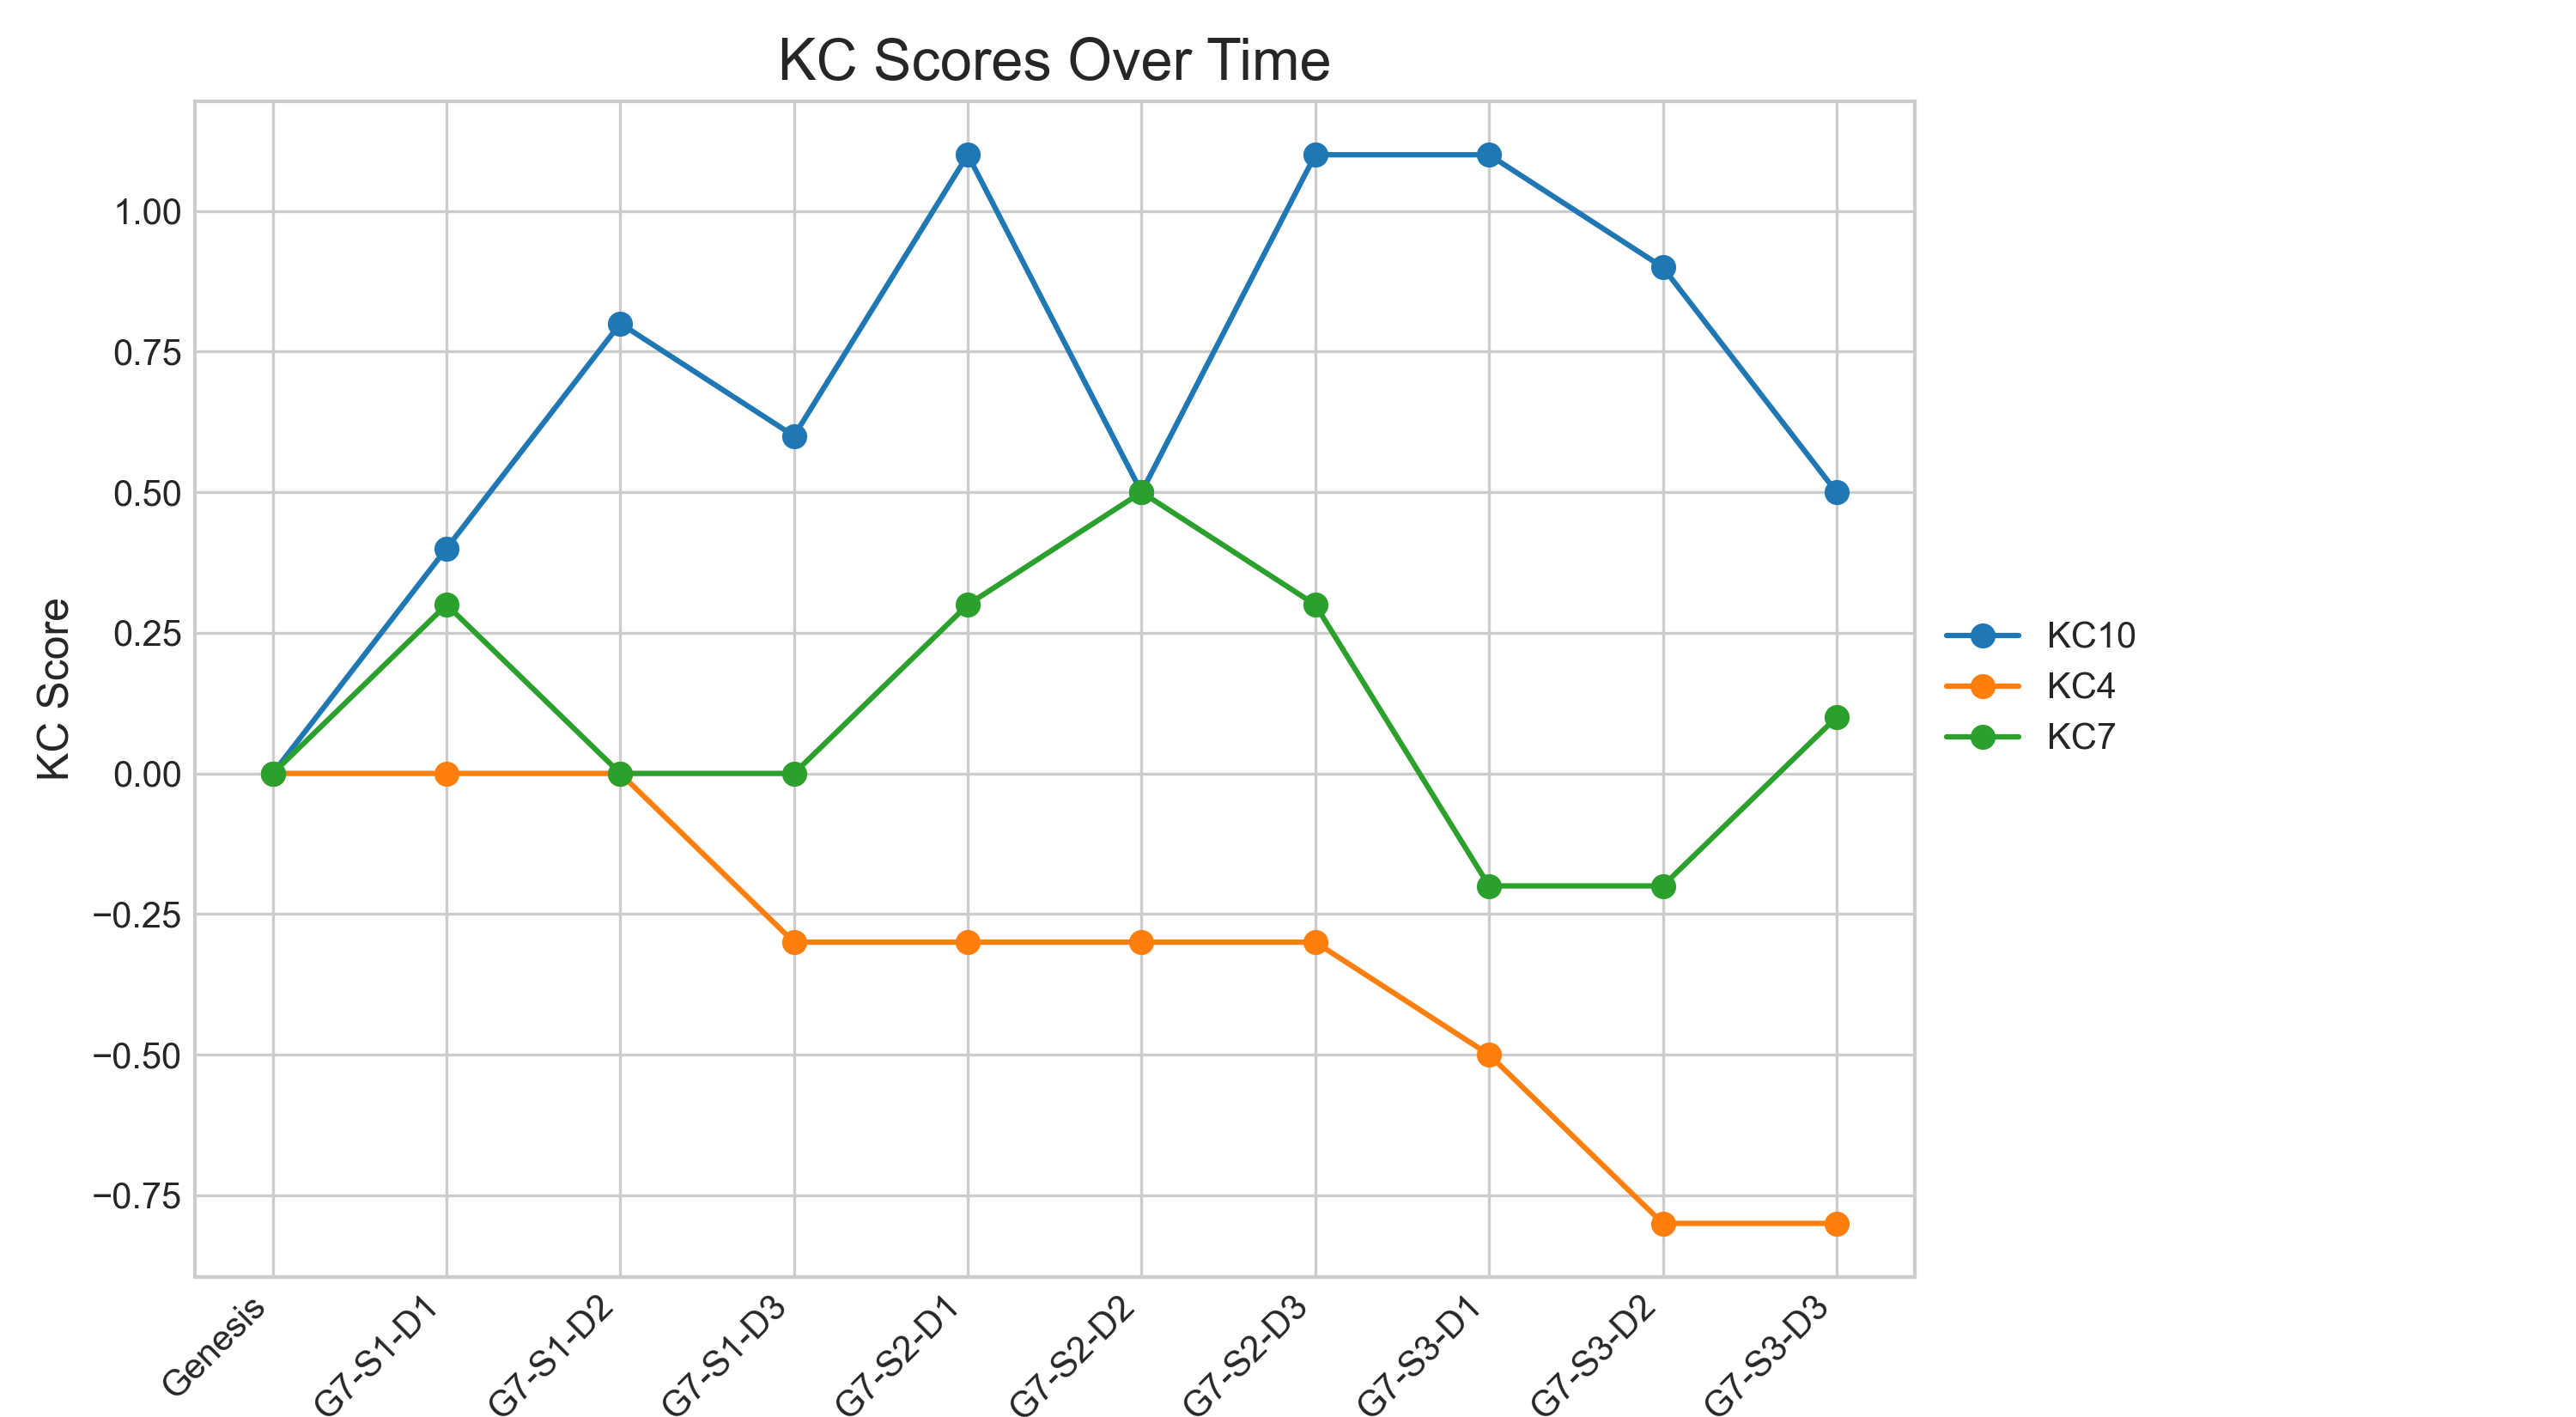 KC Scores Over Time
KC Score
1.00
0.75
0.50
0.25
0.00
−0.25
−0.50
−0.75
Genesis
G7-S1-D1
G7-S1-D2
G7-S1-D3
G7-S2-D1
G7-S2-D2
G7-S2-D3
G7-S3-D1
G7-S3-D2
G7-S3-D3
KC10
KC4
KC7